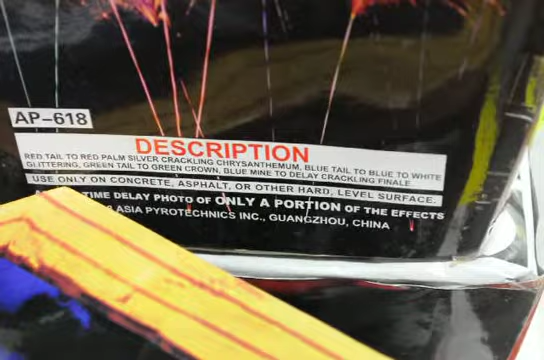 AP-618
DESCRIPTION
RED TAIL TO RED PALM SILVER CRACKLING CHRYSANTHEMUM, BLUE TAIL TO BLUE TO WHITE
GLITTERING, GREEN TAIL TO GREEN CROWN, BLUE MINE TO DELAY CRACKLING FINALE
USE ONLY ON CONCRETE, ASPHALT, OR OTHER HARD, LEVEL SURFACE.
TIME DELAY PHOTO OF ONLY A PORTION OF THE EFFECTS
ASIA PYROTECHNICS INC., GUANGZHOU, CHINA